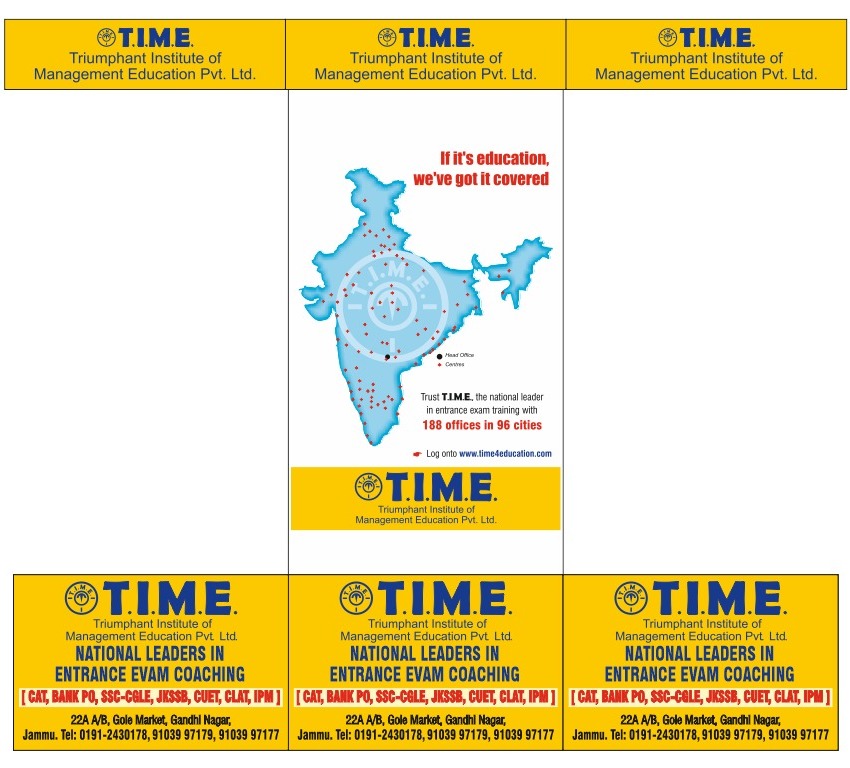 T.I.M.E.
Triumphant Institute of
Management Education Pvt. Ltd.
T.I.M.E.
Triumphant Institute of
Management Education Pvt. Ltd.
T.I.M.E.
Triumphant Institute of
Management Education Pvt. Ltd.
If it's education,
we've got it covered
T.I.M.E.
Head Office
Centres
Trust T.I.M.E., the national leader
in entrance exam training with
188 offices in 96 cities
Log onto www.time4education.com
T.I.M.E.
Triumphant Institute of
Management Education Pvt. Ltd.
T.I.M.E.
Triumphant Institute of
Management Education Pvt. Ltd.
NATIONAL LEADERS IN
ENTRANCE EVAM COACHING
[ CAT, BANK PO, SSC-CGLE, JKSSB, CUET, CLAT, IPM ]
22A A/B, Gole Market, Gandhi Nagar,
Jammu. Tel: 0191-2430178, 91039 97179, 91039 97177
T.I.M.E.
Triumphant Institute of
Management Education Pvt. Ltd.
NATIONAL LEADERS IN
ENTRANCE EVAM COACHING
[ CAT, BANK PO, SSC-CGLE, JKSSB, CUET, CLAT, IPM ]
22A A/B, Gole Market, Gandhi Nagar,
Jammu. Tel: 0191-2430178, 91039 97179, 91039 97177
T.I.M.E.
Triumphant Institute of
Management Education Pvt. Ltd.
NATIONAL LEADERS IN
ENTRANCE EVAM COACHING
[ CAT, BANK PO, SSC-CGLE, JKSSB, CUET, CLAT, IPM ]
22A A/B, Gole Market, Gandhi Nagar,
Jammu. Tel: 0191-2430178, 91039 97179, 91039 97177